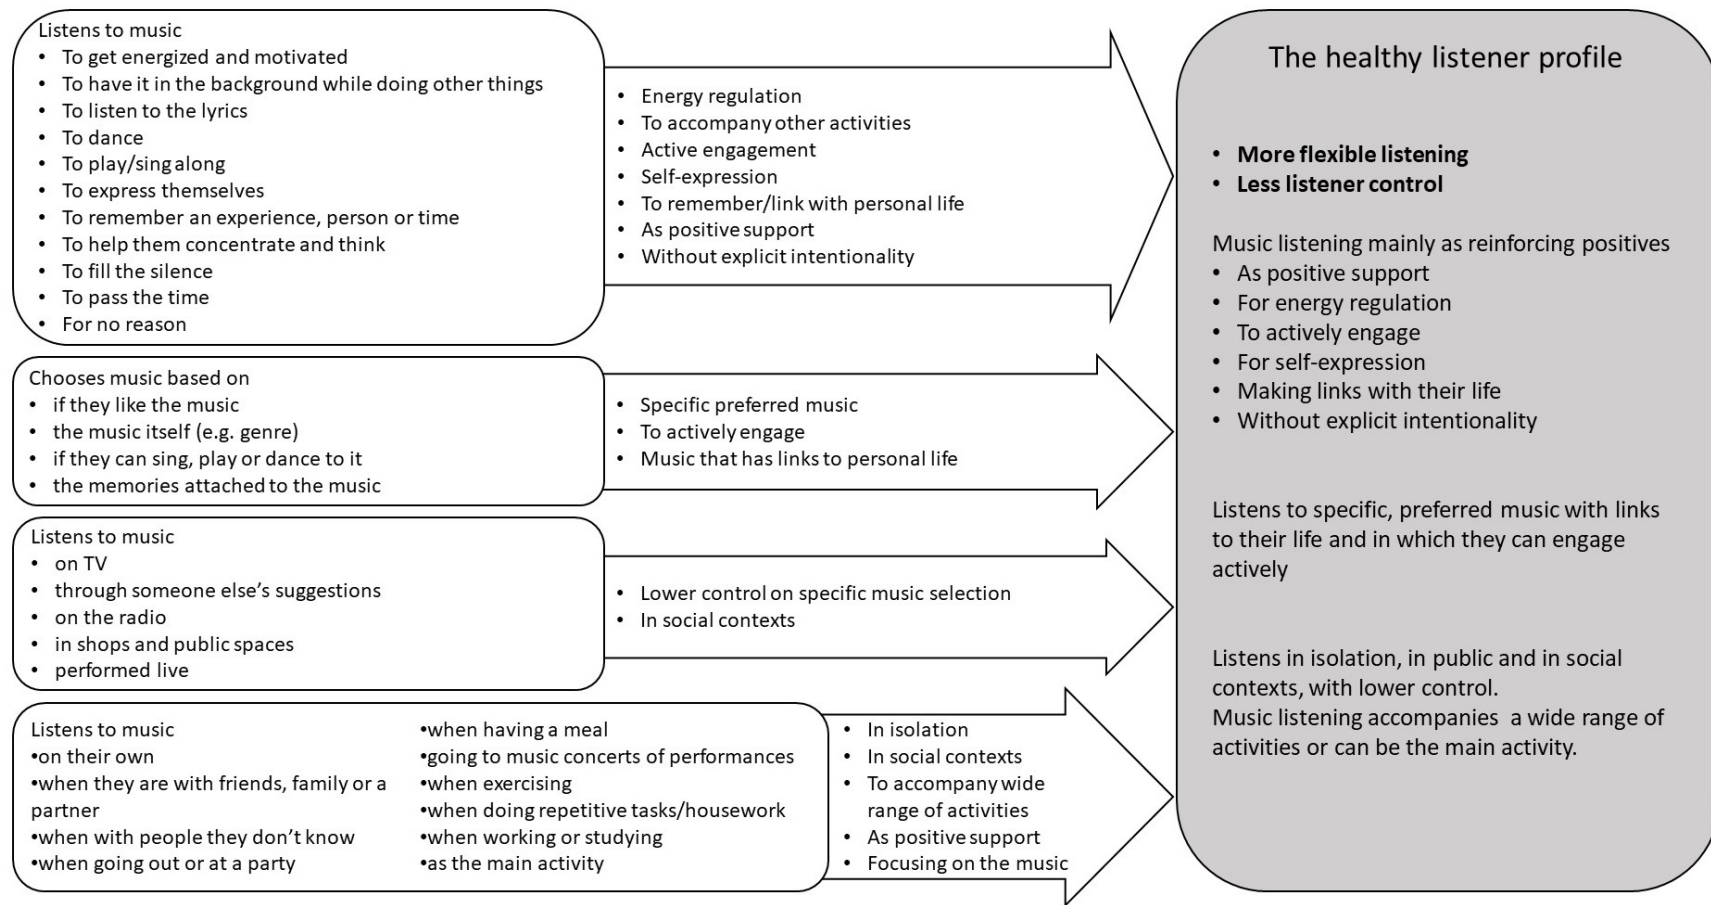 Listens to music
• To get energized and motivated
• To have it in the background while doing other things
• To listen to the lyrics
• To dance
• To play/sing along
• To express themselves
• To remember an experience, person or time
• To help them concentrate and think
• To fill the silence
• To pass the time
• For no reason
• Energy regulation
• To accompany other activities
• Active engagement
• Self-expression
• To remember/link with personal life
• As positive support
• Without explicit intentionality
Chooses music based on
• if they like the music
• the music itself (e.g. genre)
• if they can sing, play or dance to it
• the memories attached to the music
• Specific preferred music
• To actively engage
• Music that has links to personal life
Listens to music
• on TV
• through someone else's suggestions
• on the radio
• in shops and public spaces
• performed live
• Lower control on specific music selection
• In social contexts
Listens to music
•on their own
•when they are with friends, family or a
partner
•when with people they don't know
•when going out or at a party
•when having a meal
•going to music concerts of performances
•when exercising
•when doing repetitive tasks/housework
•when working or studying
•as the main activity
• In isolation
• In social contexts
• To accompany wide
range of activities
• As positive support
• Focusing on the music
The healthy listener profile
• More flexible listening
• Less listener control
Music listening mainly as reinforcing positives
• As positive support
• For energy regulation
• To actively engage
• For self-expression
• Making links with their life
• Without explicit intentionality
Listens to specific, preferred music with links
to their life and in which they can engage
actively
Listens in isolation, in public and in social
contexts, with lower control.
Music listening accompanies a wide range of
activities or can be the main activity.